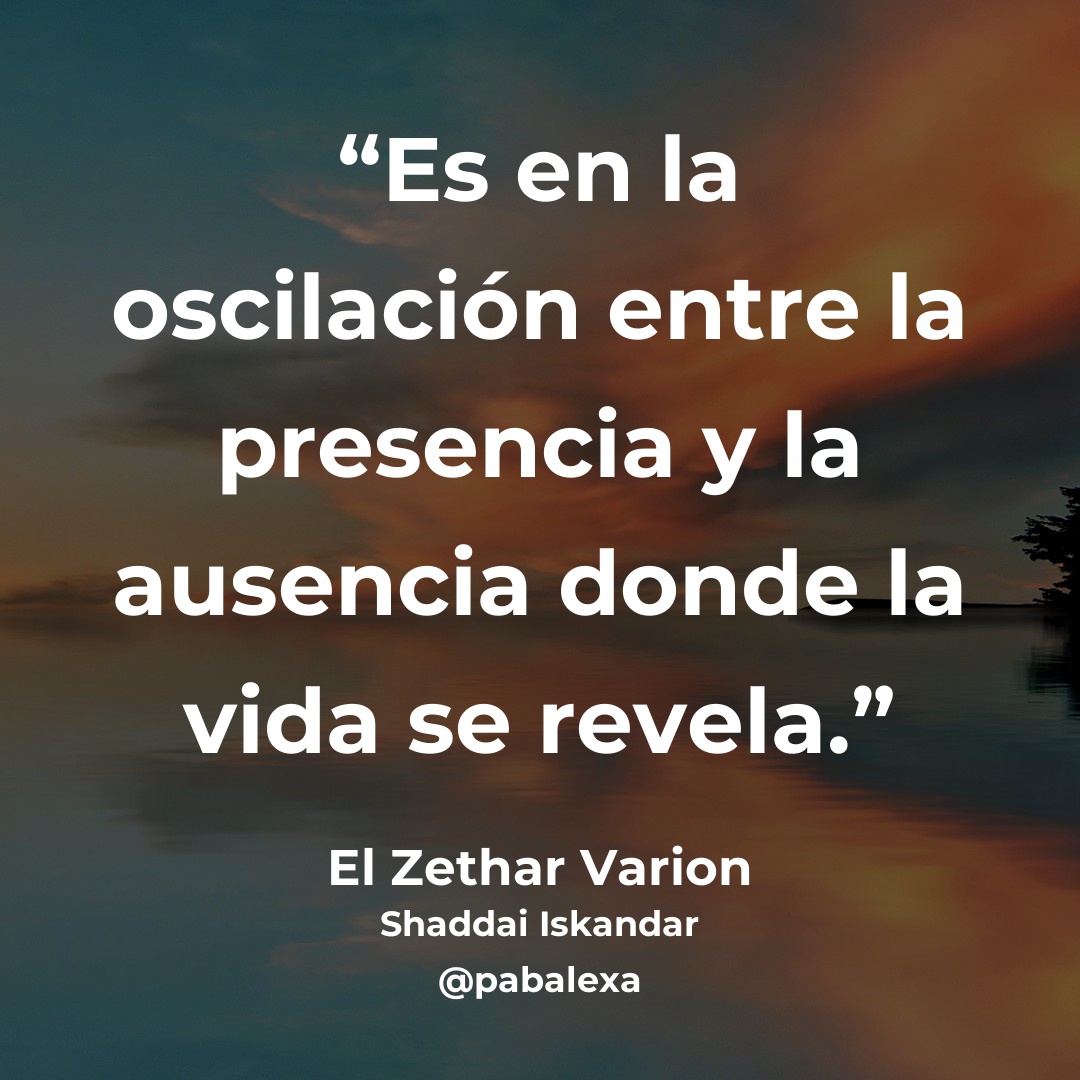 “Es en la
oscilación entre la
presencia y la
ausencia donde la
vida se revela.”
El Zethar Varion
Shaddai Iskandar
@pabalexa